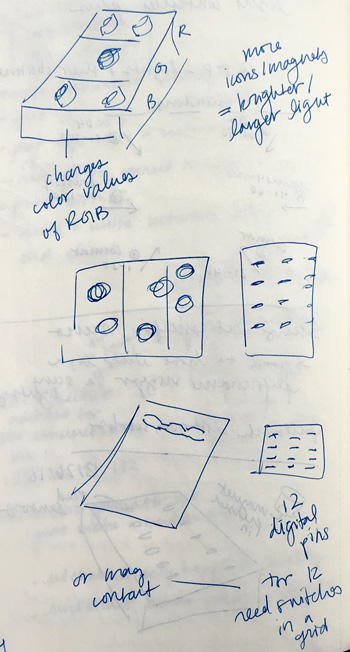 R
G
B
more
icons/magnets
= brighter/
larger light
changes
color values
of RGB
12
digital
pins
or mag
contact
for 12
need switches
in a
grid